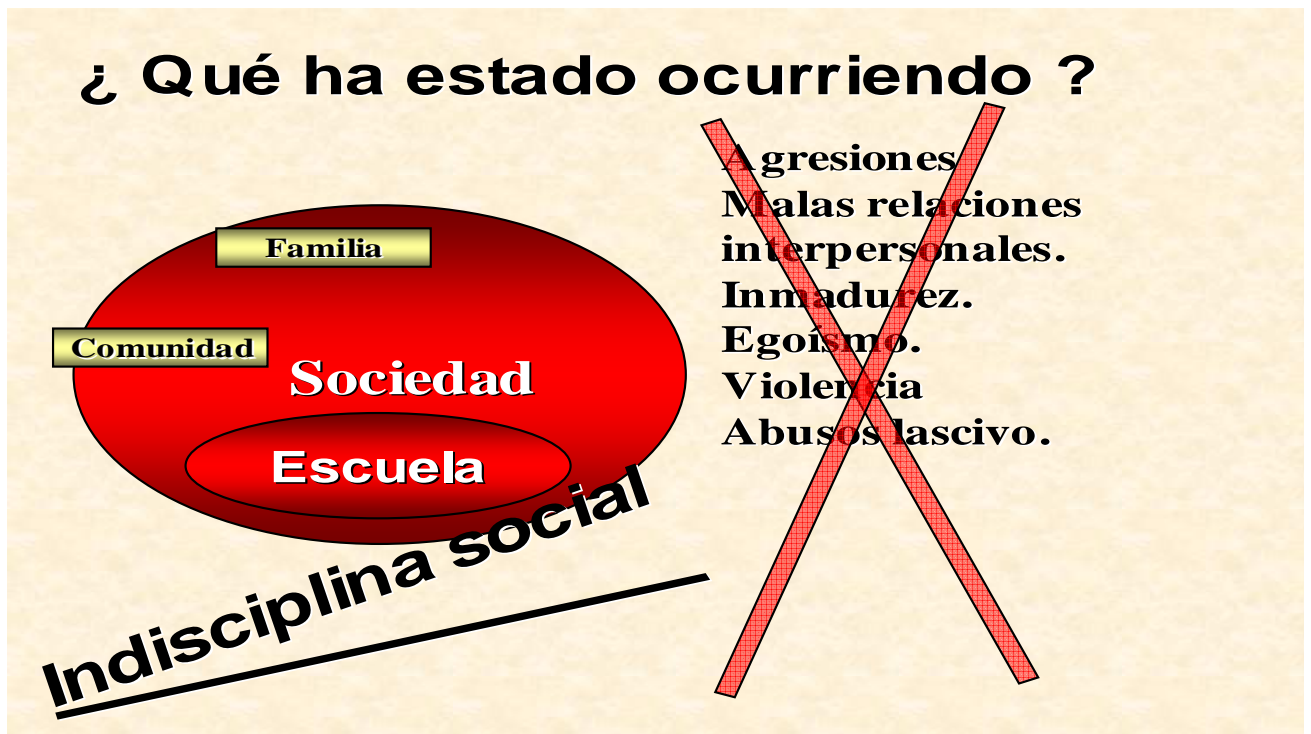 ¿ Qué ha estado ocurriendo ?
Familia
Comunidad
Sociedad
Escuela
Indisciplina social
Agresiones
Malas relaciones
interpersonales.
Inmadurez.
Egoísmo.
Violencia
Abusos lascivo.